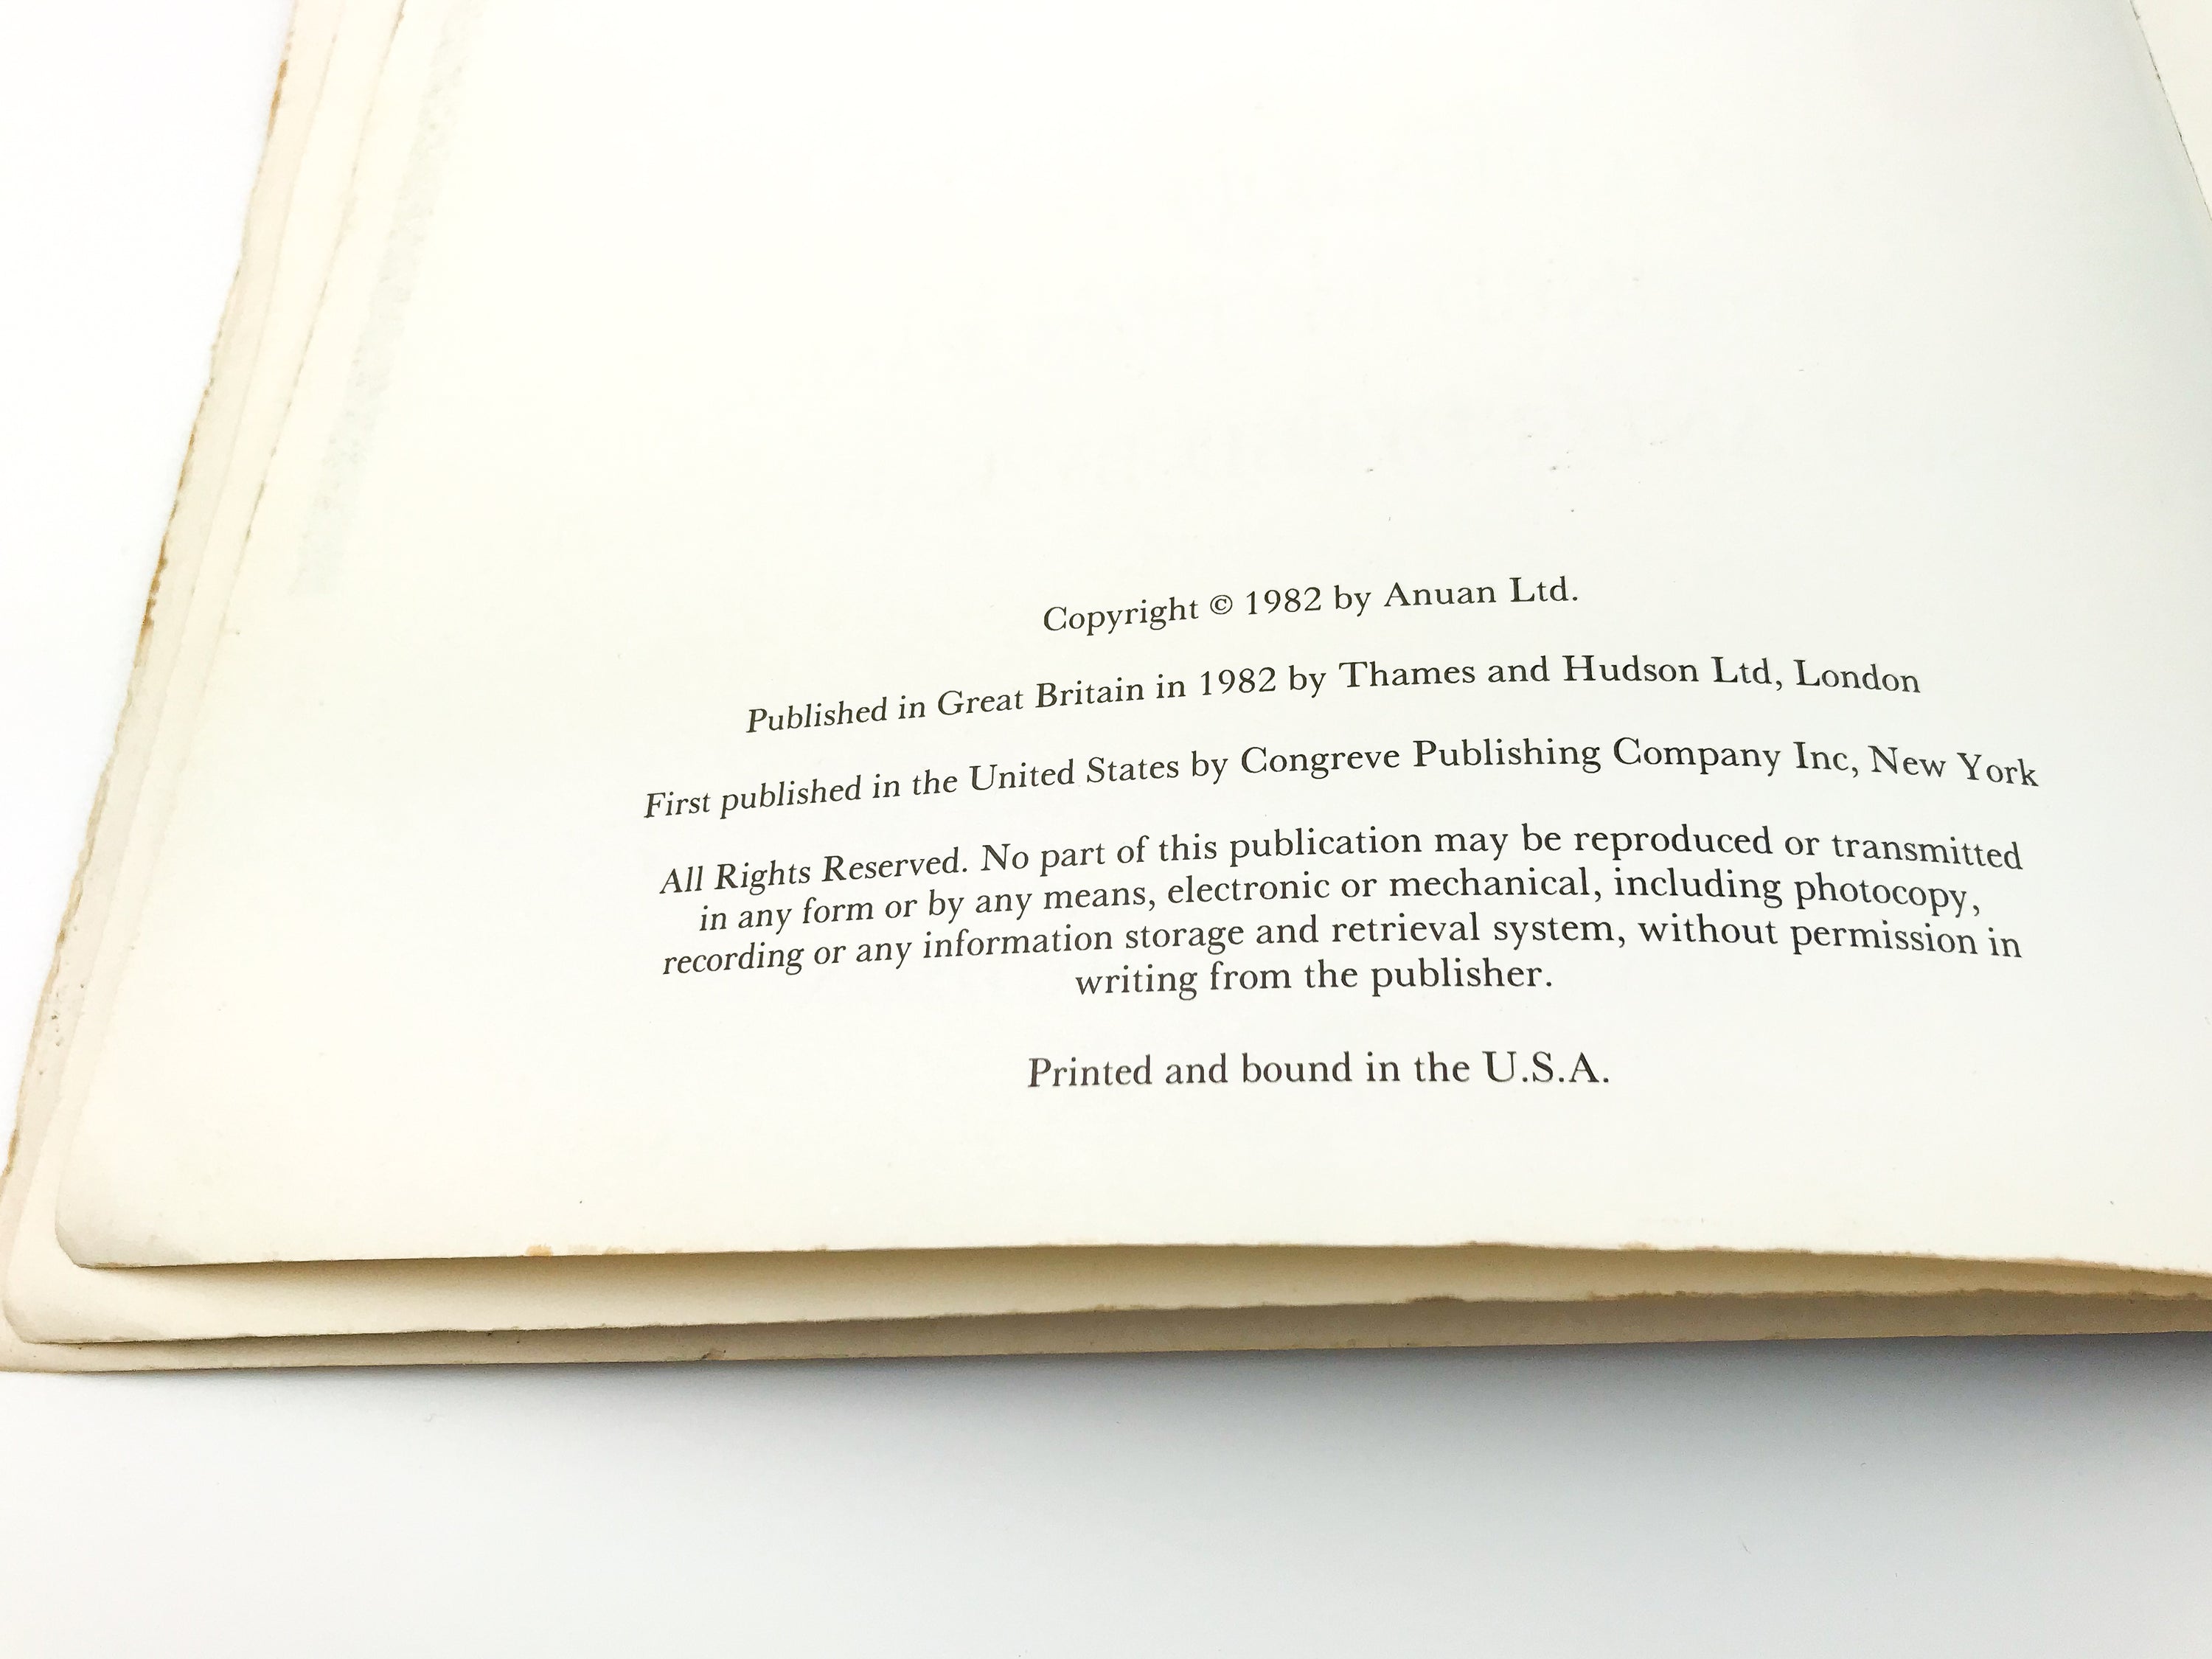 Copyright © 1982 by Anuan Ltd.
Published in Great Britain in 1982 by Thames and Hudson Ltd, London
First published in the United States by Congreve Publishing Company Inc, New York
All Rights Reserved. No part of this publication may be reproduced or transmitted
in any form or by any means, electronic or mechanical, including photocopy,
recording or any information storage and retrieval system, without permission in
writing from the publisher.
Printed and bound in the U.S.A.